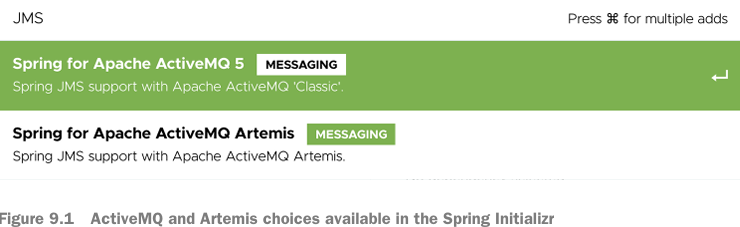 JMS
Press ⌘ for multiple adds
Spring for Apache ActiveMQ 5 MESSAGING
Spring JMS support with Apache ActiveMQ 'Classic'.
Spring for Apache ActiveMQ Artemis MESSAGING
Spring JMS support with Apache ActiveMQ Artemis.
Figure 9.1 ActiveMQ and Artemis choices available in the Spring Initializr